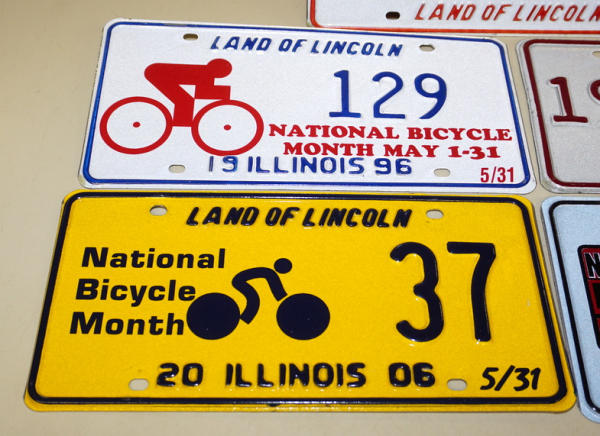 LAND OF LINCOLN
LAND OF LINCOLN
129
NATIONAL BICYCLE
MONTH MAY 1-31
19 ILLINOIS 96
5/31
LAND OF LINCOLN
National
Bicycle
Month
37
20 ILLINOIS 06
5/31